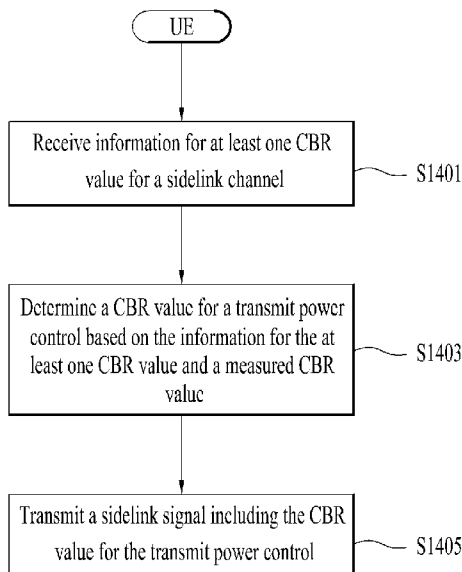 UE
Receive information for at least one CBR
value for a sidelink channel
S1401
Determine a CBR value for a transmit power
control based on the information for the at
least one CBR value and a measured CBR
value
S1403
Transmit a sidelink signal including the CBR
value for the transmit power control
S1405